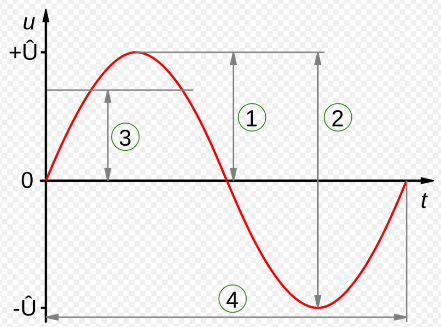 u
+Û
①
②
③
0
t
④
-Û